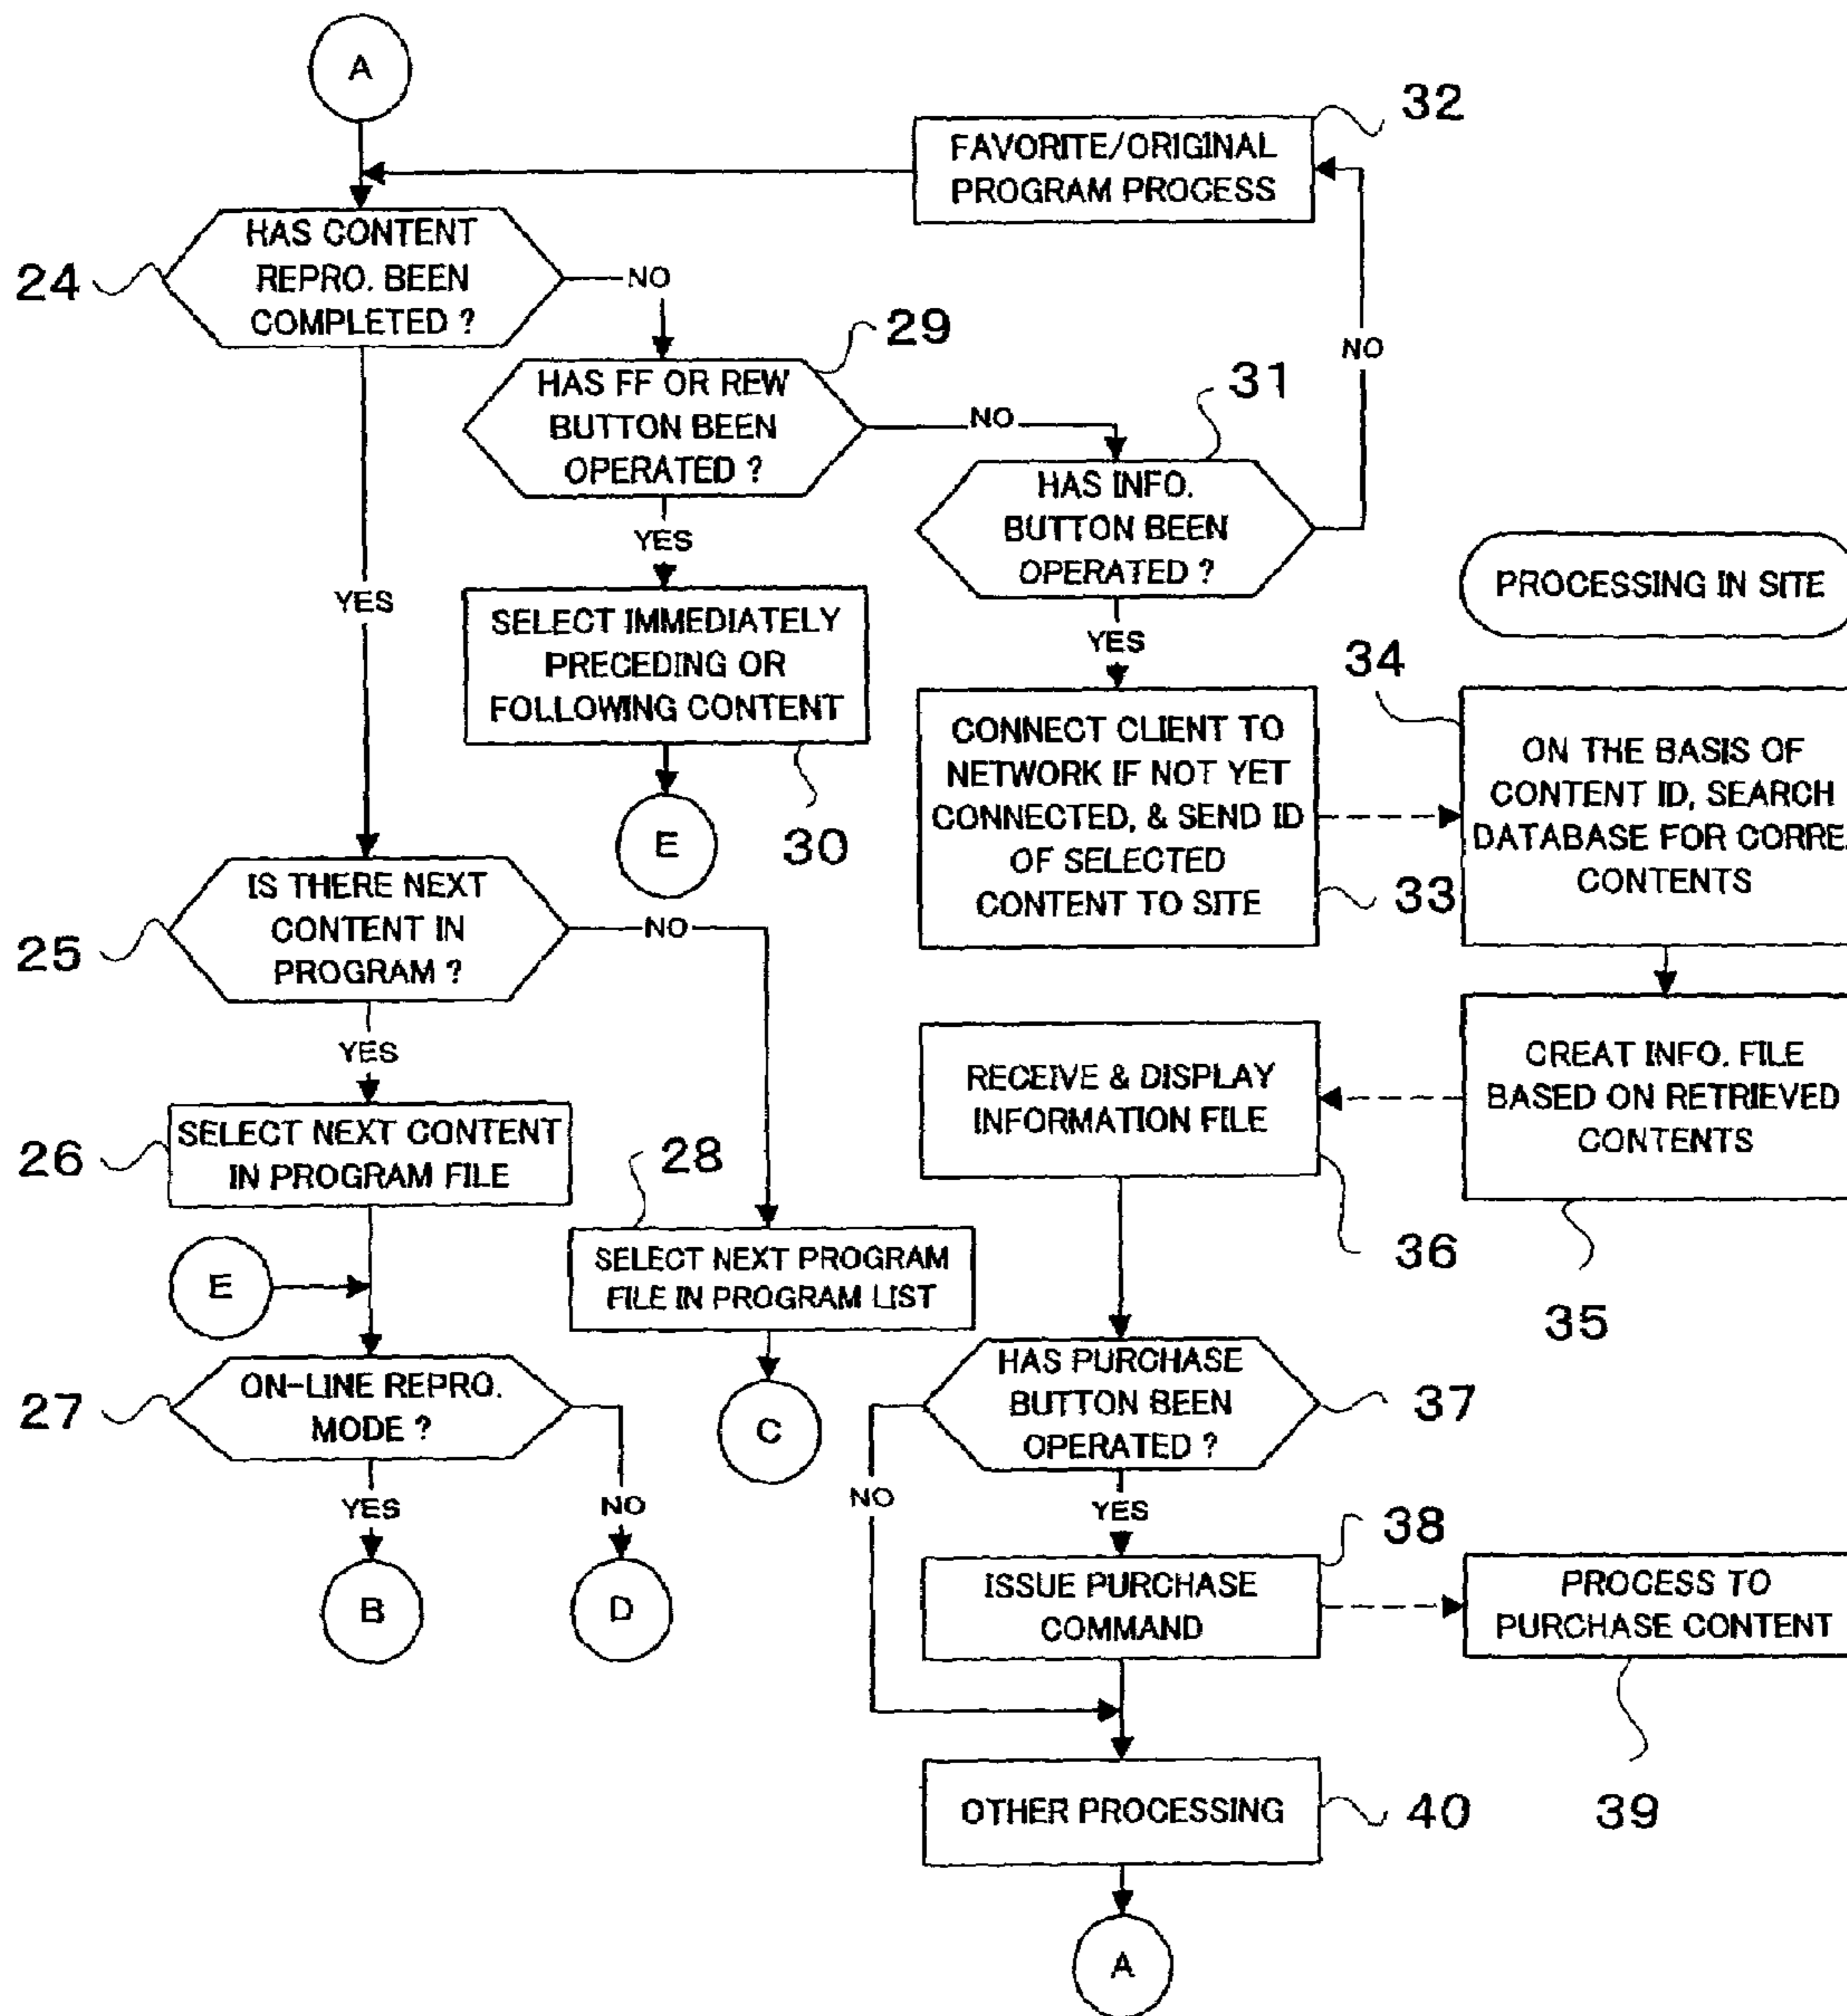 A
32
FAVORITE/ORIGINAL
PROGRAM PROCESS
24
HAS CONTENT
REPRO. BEEN
COMPLETED ?
NO
29
HAS FF OR REW
BUTTON BEEN
OPERATED ?
NO
31
HAS INFO.
BUTTON BEEN
OPERATED ?
NO
YES
YES
YES
SELECT IMMEDIATELY
PRECEDING OR
FOLLOWING CONTENT
30
E
PROCESSING IN SITE
CONNECT CLIENT TO
NETWORK IF NOT YET
CONNECTED, & SEND ID
OF SELECTED
CONTENT TO SITE
33
34
ON THE BASIS OF
CONTENT ID, SEARCH
DATABASE FOR CORRE.
CONTENTS
25
IS THERE NEXT
CONTENT IN
PROGRAM ?
NO
YES
26
SELECT NEXT CONTENT
IN PROGRAM FILE
28
SELECT NEXT PROGRAM
FILE IN PROGRAM LIST
C
RECEIVE & DISPLAY
INFORMATION FILE
36
CREAT INFO. FILE
BASED ON RETRIEVED
CONTENTS
35
E
27
ON-LINE REPRO.
MODE ?
YES
NO
B
D
HAS PURCHASE
BUTTON BEEN
OPERATED ?
37
NO
YES
38
ISSUE PURCHASE
COMMAND
PROCESS TO
PURCHASE CONTENT
39
OTHER PROCESSING
40
A